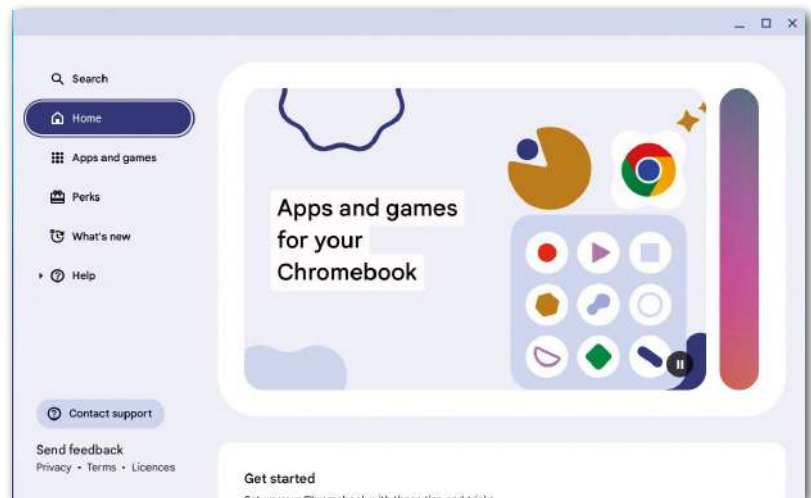 Search
Home
Apps and games
Perks
What's new
Help
Contact support
Send feedback
Privacy • Terms • Licences
Apps and games
for your
Chromebook
Get started